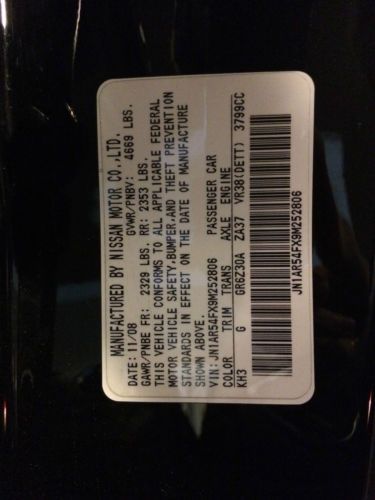 MANUFACTURED BY NISSAN MOTOR CO.,LTD.
DATE: 11/08 GVWR/PNBV: 4669 LBS.
GAWR/PNBE FR: 2329 LBS. RR: 2353 LBS.
THIS VEHICLE CONFORMS TO ALL APPLICABLE FEDERAL
MOTOR VEHICLE SAFETY,BUMPER,AND THEFT PREVENTION
STANDARDS IN EFFECT ON THE DATE OF MANUFACTURE
SHOWN ABOVE.
VIN:JN1AR54FX9M252806 PASSENGER CAR
COLOR TRIM TRANS AXLE ENGINE
KH3 G GR6Z30A ZA37 VR38(DETT) 3799CC
JN1AR54FX9M252806